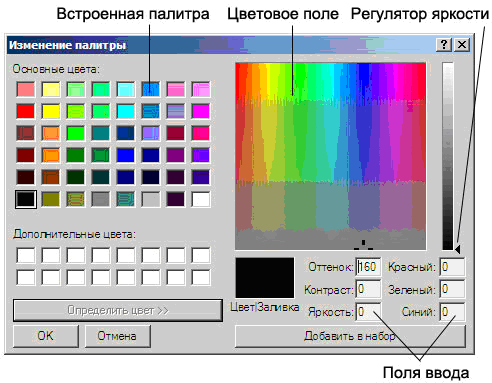 Встроенная палитра Цветовое поле Регулятор яркости
Изменение палитры
Основные цвета:
Дополнительные цвета:
Определить цвет >>
OK Отмена
Цвет|Заливка
Оттенок: 160 Красный: 0
Контраст: 0 Зеленый: 0
Яркость: 0 Синий: 0
Добавить в набор
Поля ввода